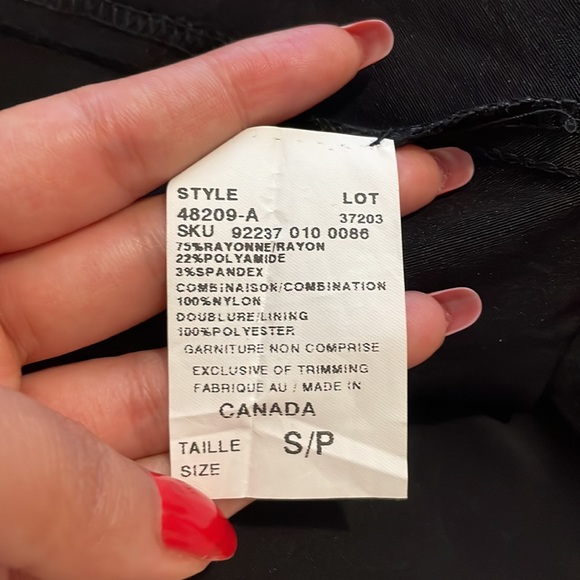 STYLE LOT
48209-A 37203
SKU 92237 010 0086
75%RAYONNE/RAYON
22%POLYAMIDE
3%SPANDEX
COMBINAISON/COMBINATION
100%NYLON
DOUBLURE/LINING
100%POLYESTER
GARNITURE NON COMPRISE
EXCLUSIVE OF TRIMMING
FABRIQUE AU / MADE IN
CANADA
TAILLE S/P
SIZE